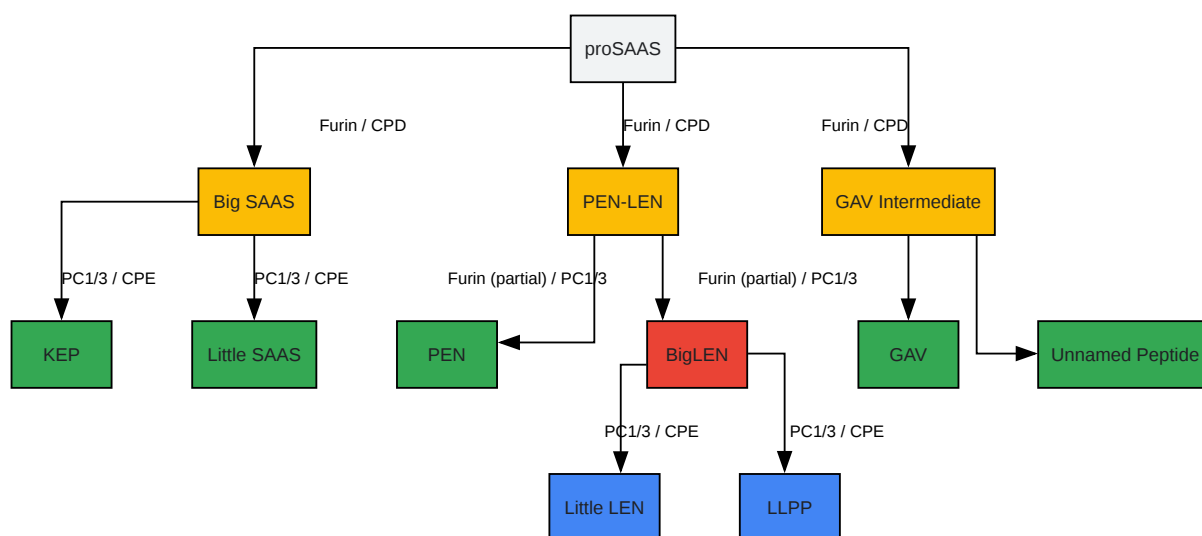 proSAAS
Furin / CPD
Furin / CPD
Furin / CPD
Big SAAS
PEN-LEN
GAV Intermediate
PC1/3 / CPE
PC1/3 / CPE
Furin (partial) / PC1/3
Furin (partial) / PC1/3
KEP
Little SAAS
PEN
BigLEN
GAV
Unnamed Peptide
PC1/3 / CPE
PC1/3 / CPE
Little LEN
LLPP